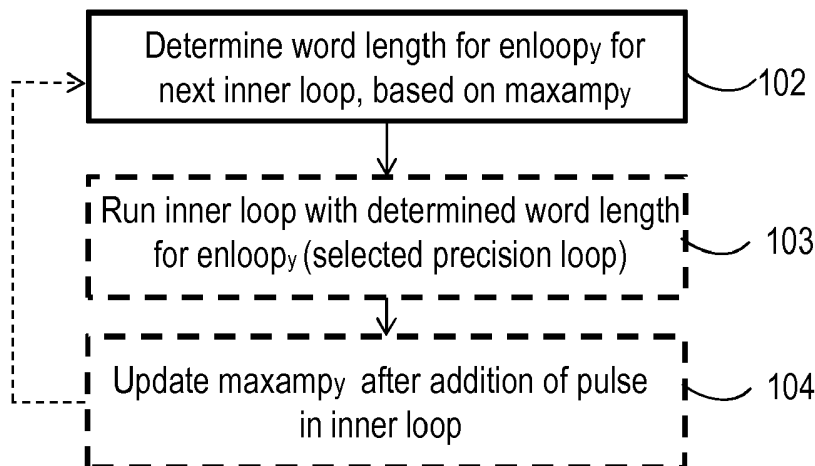 Determine word length for enloopy for
next inner loop, based on maxampy
102
Run inner loop with determined word length
for enloopy (selected precision loop)
103
Update maxampy after addition of pulse
in inner loop
104